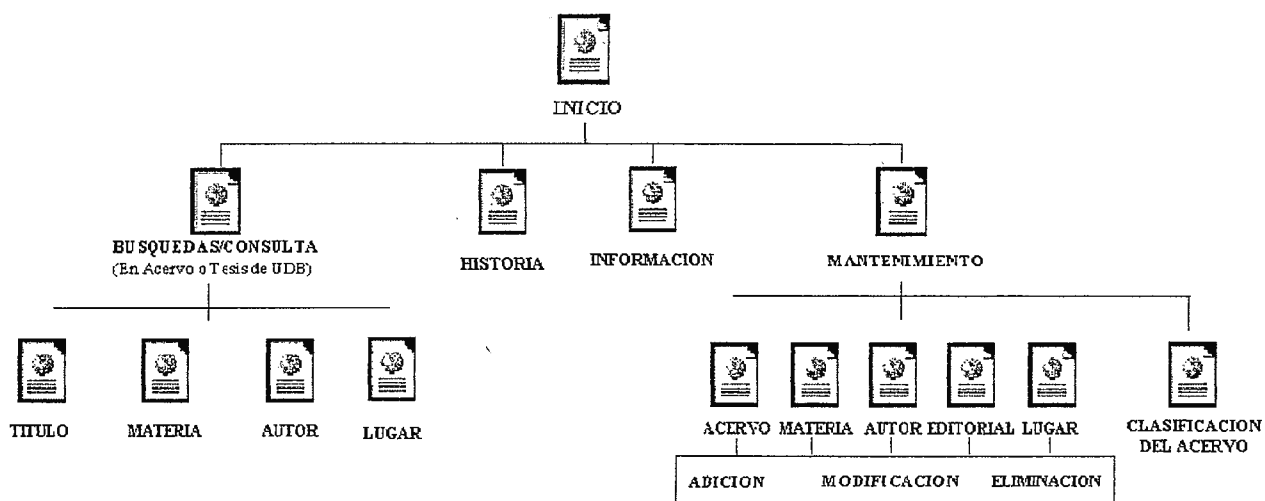 INICIO
BUSQUEDAS/CONSULTA
(En Acervo o Tesis de UDB)
HISTORIA
INFORMACION
MANTENIMIENTO
TITULO
MATERIA
AUTOR
LUGAR
ACERVO
MATERIA
AUTOR
EDITORIAL
LUGAR
CLASIFICACION
DEL ACERVO
ADICION
MODIFICACION
ELIMINACION